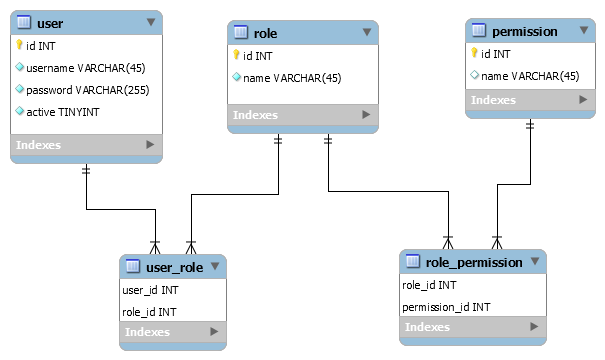 user
id INT
username VARCHAR(45)
password VARCHAR(255)
active TINYINT
Indexes
role
id INT
name VARCHAR(45)
Indexes
permission
id INT
name VARCHAR(45)
Indexes
user_role
user_id INT
role_id INT
Indexes
role_permission
role_id INT
permission_id INT
Indexes